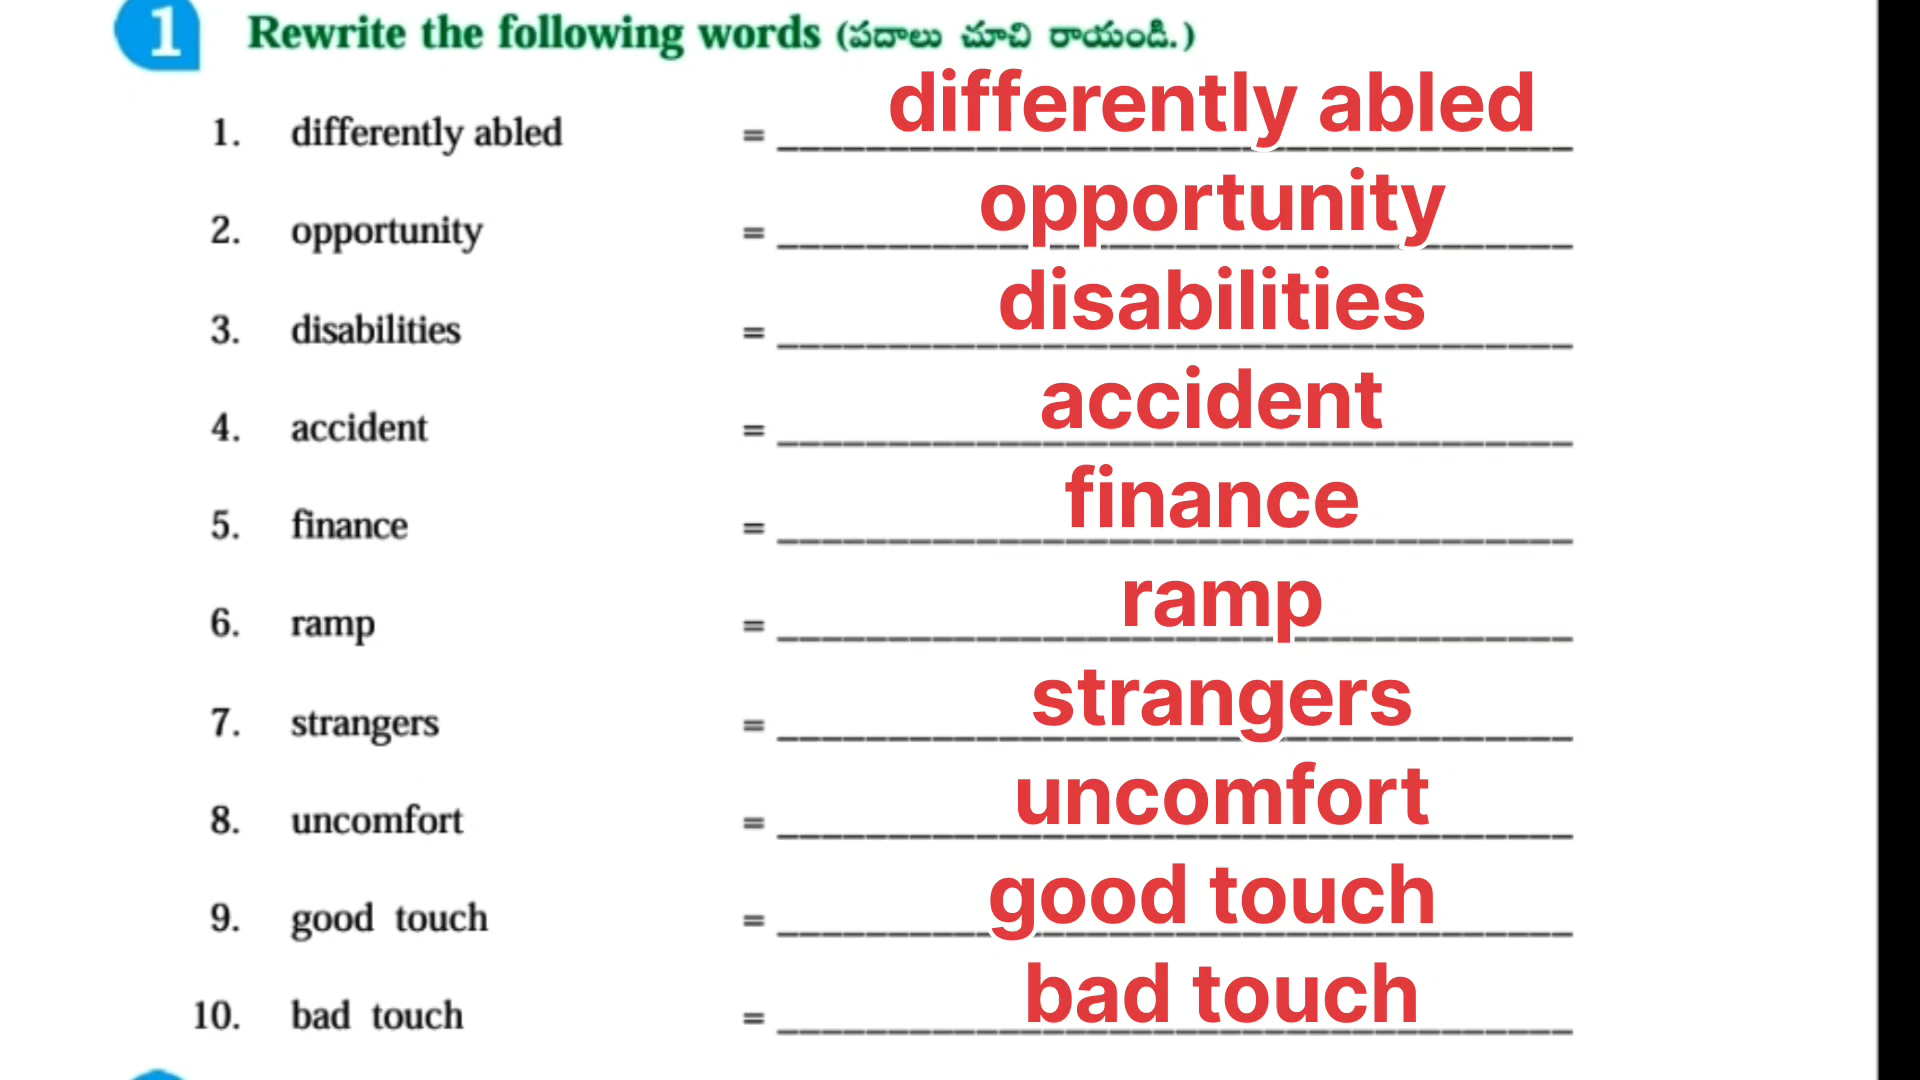 1 Rewrite the following words (పదాలు చూచి రాయండి.)
1. differently abled = differently abled
2. opportunity = opportunity
3. disabilities = disabilities
4. accident = accident
5. finance = finance
6. ramp = ramp
7. strangers = strangers
8. uncomfort = uncomfort
9. good touch = good touch
10. bad touch = bad touch